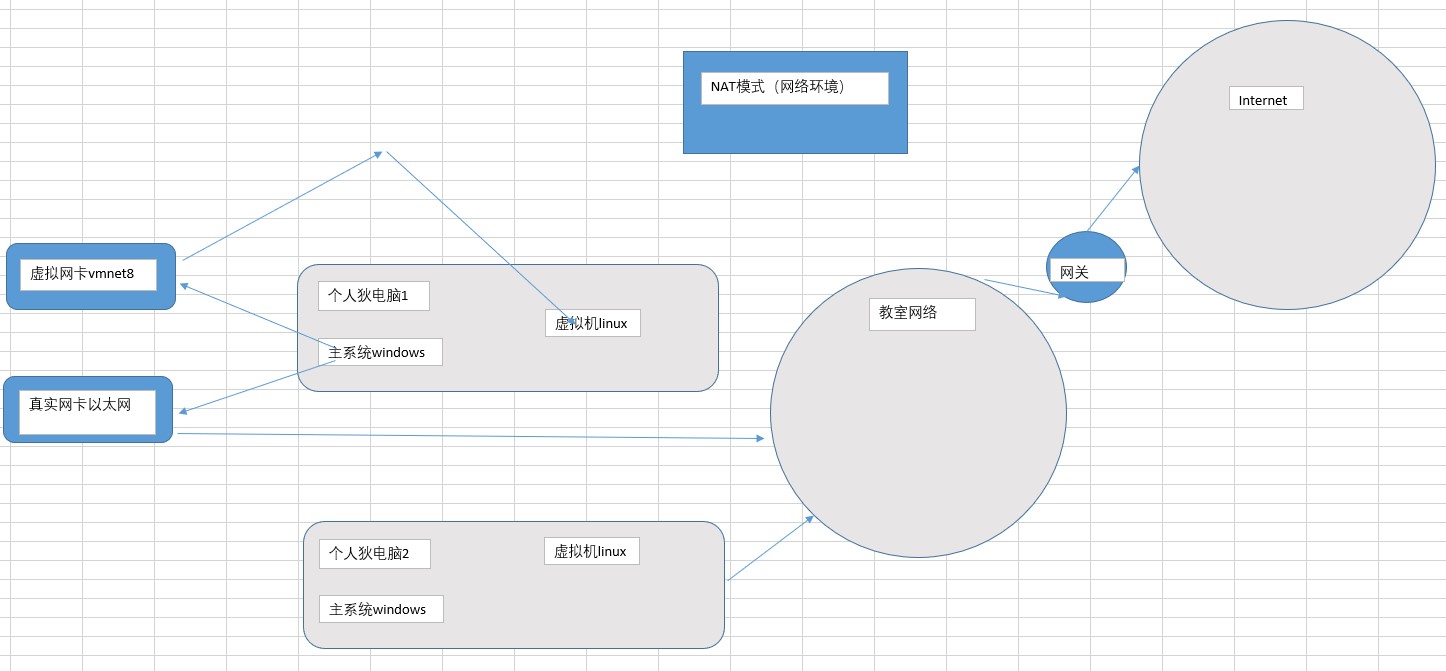 NAT模式（网络环境）
Internet
虚拟网卡vmnet8
网关
个人狄电脑1
教室网络
虚拟机linux
主系统windows
真实网卡以太网
个人狄电脑2
虚拟机linux
主系统windows